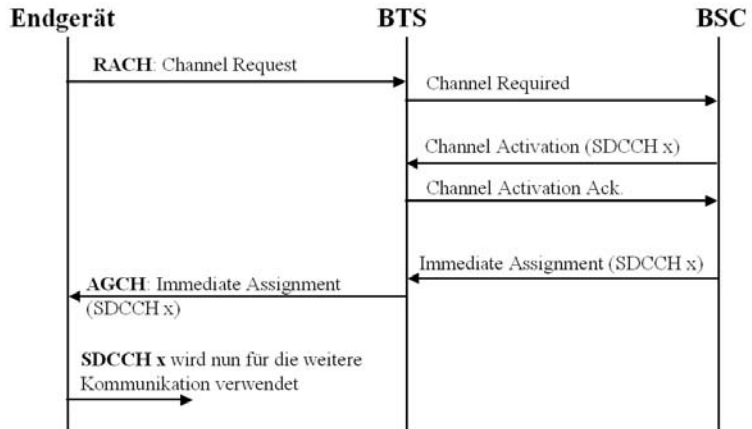 Endgerät BTS BSC
RACH: Channel Request
Channel Required
Channel Activation (SDCCH x)
Channel Activation Ack.
Immediate Assignment (SDCCH x)
AGCH: Immediate Assignment
(SDCCH x)
SDCCH x wird nun für die weitere
Kommunikation verwendet